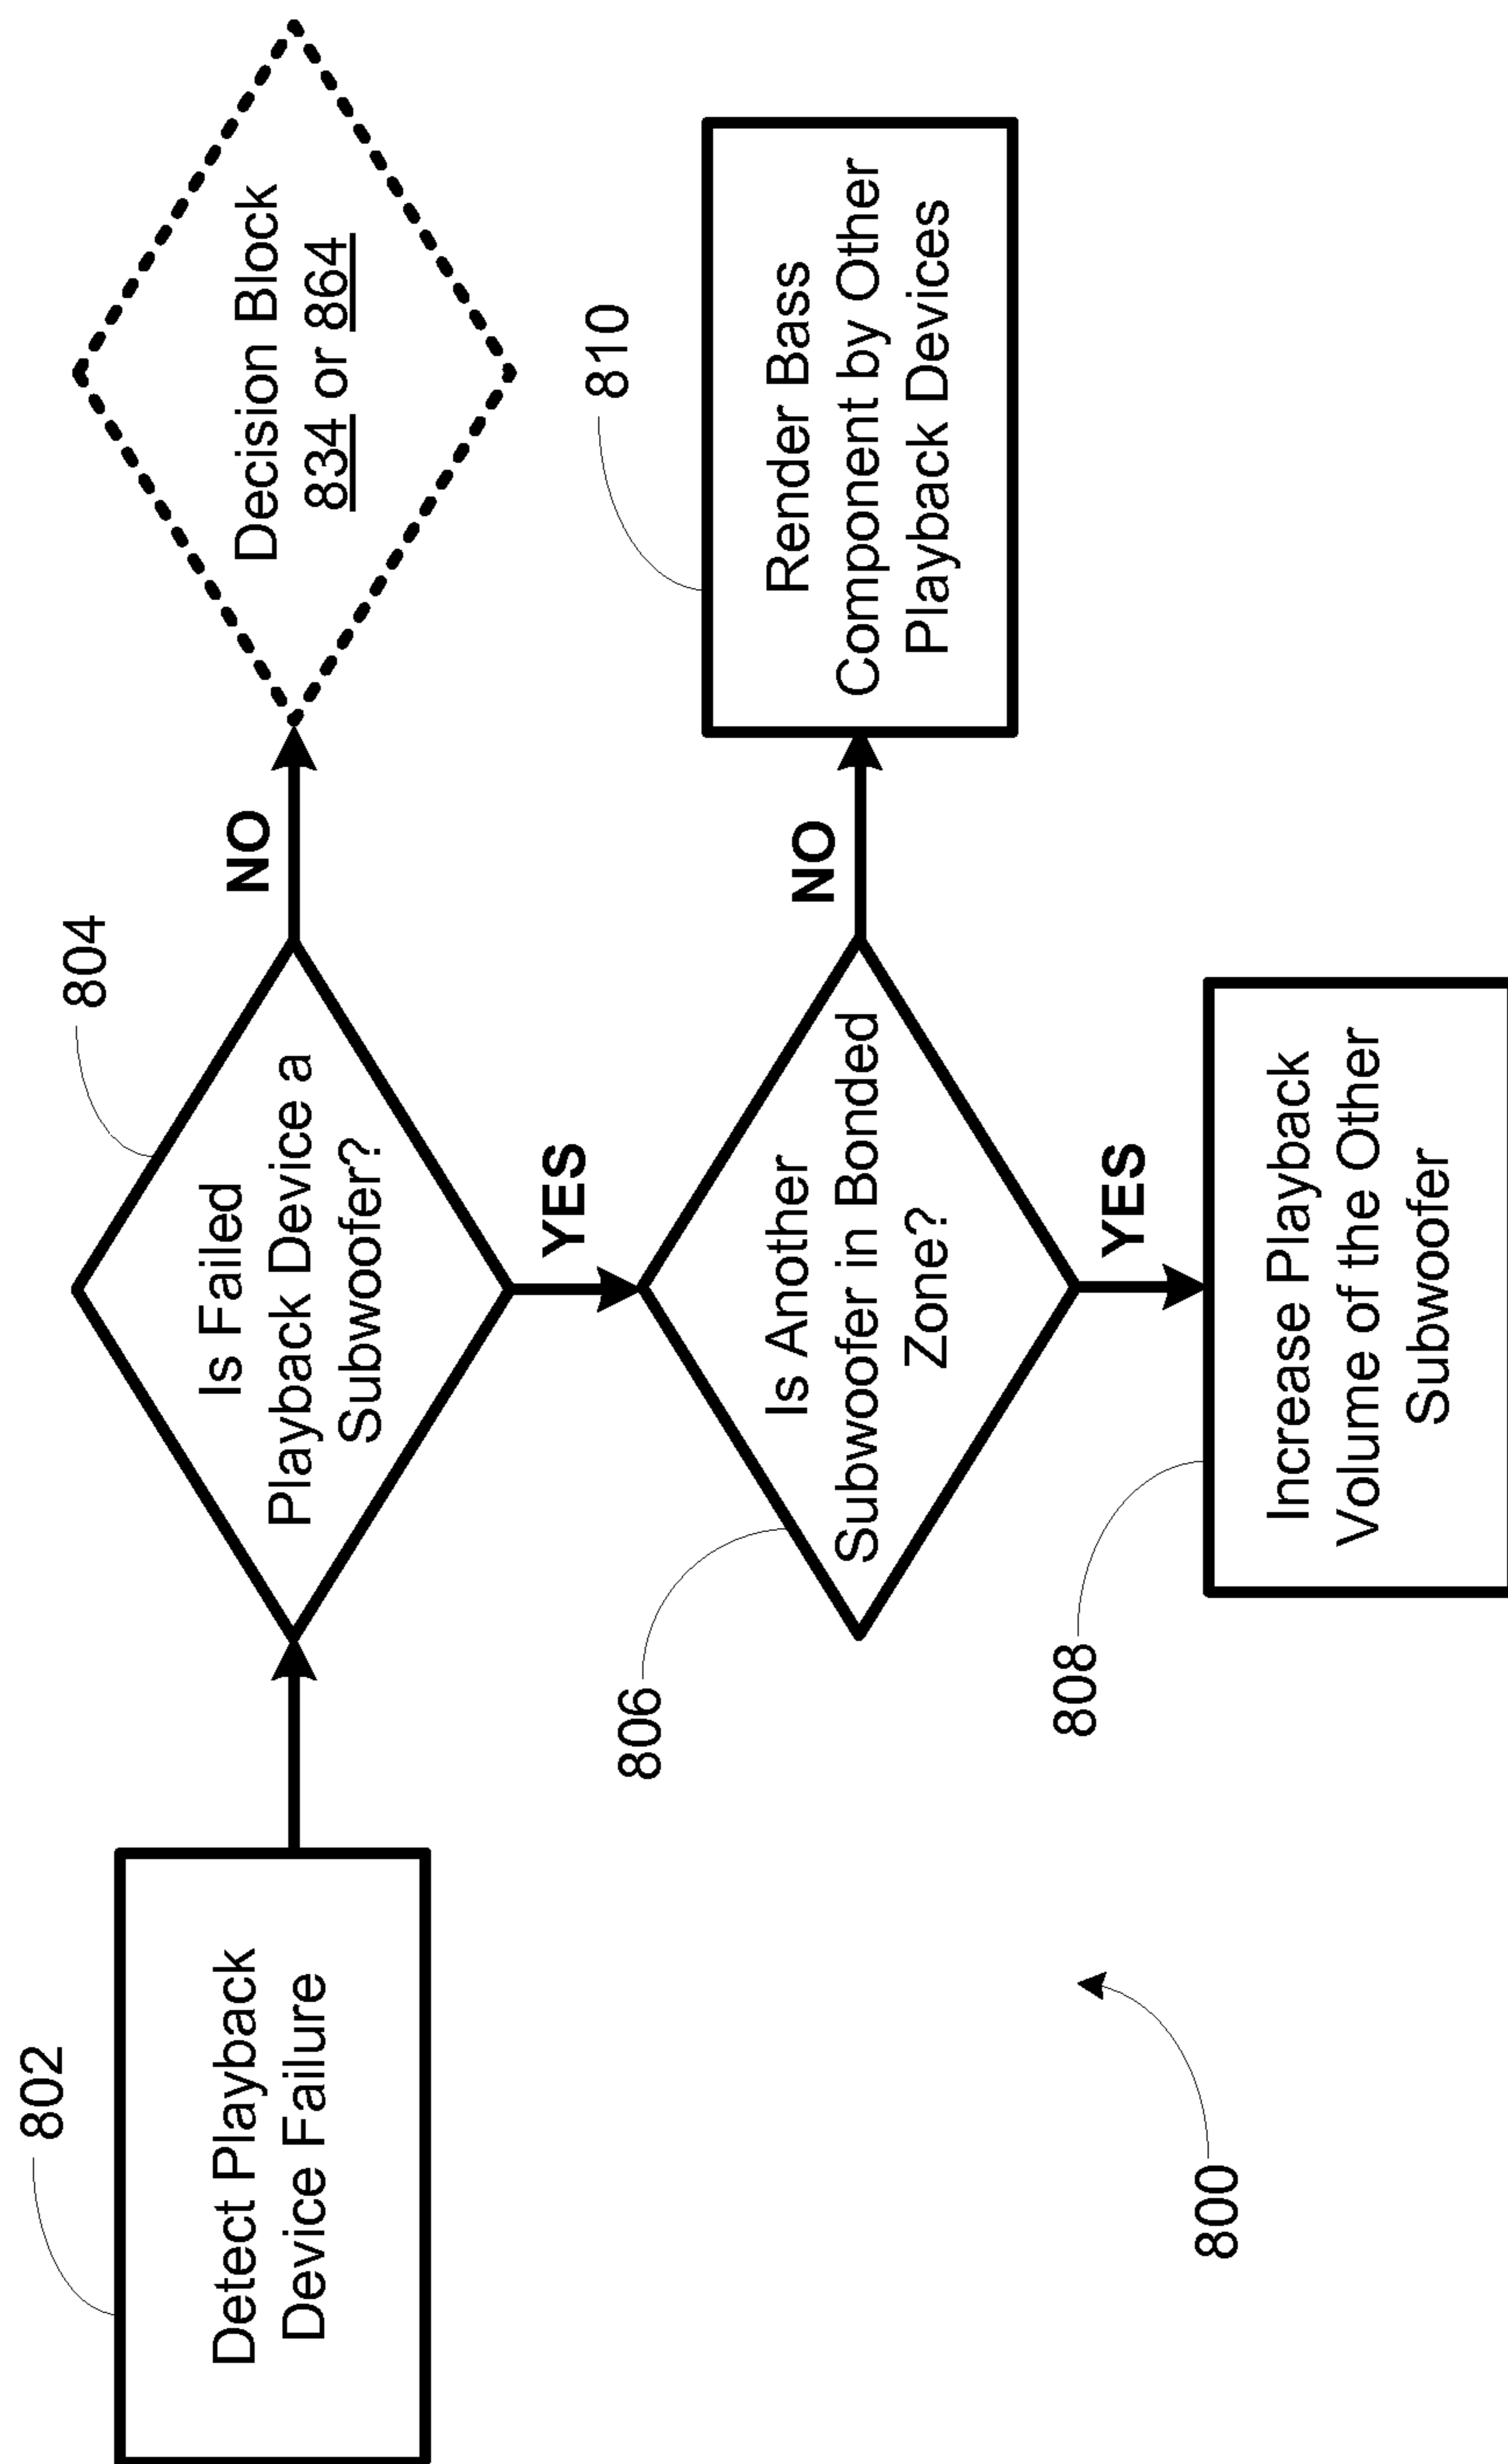 802
Detect Playback
Device Failure
804
Is Failed
Playback Device a
Subwoofer?
NO
Decision Block
834 or 864
YES
806
Is Another
Subwoofer in Bonded
Zone?
NO
810
Render Bass
Component by Other
Playback Devices
YES
808
Increase Playback
Volume of the Other
Subwoofer
800